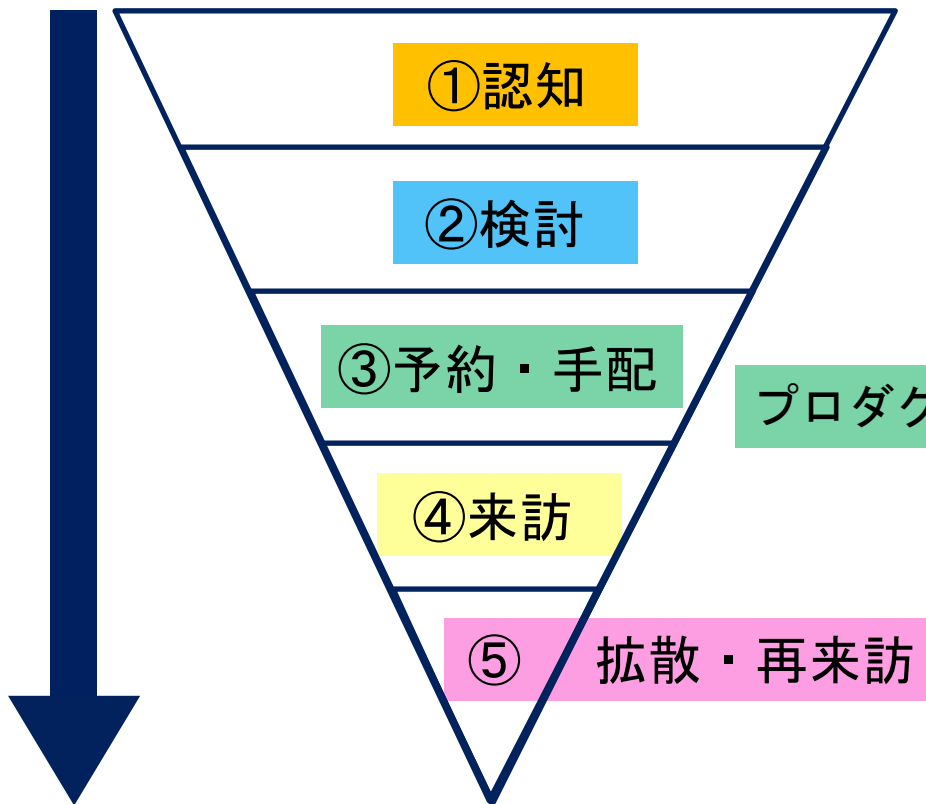 ①認知
②検討
③予約・手配
プロダク
④来訪
⑤　拡散・再来訪